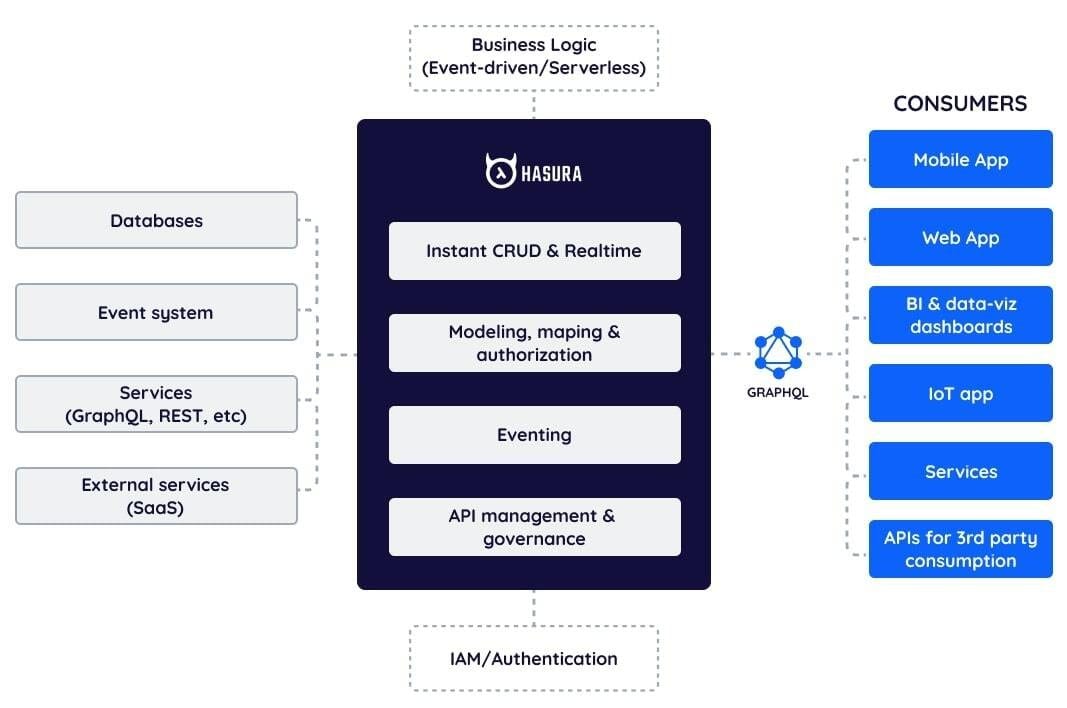 Business Logic
(Event-driven/Serverless)
Databases
Event system
Services
(GraphQL, REST, etc)
External services
(SaaS)
HASURA
Instant CRUD & Realtime
Modeling, maping &
authorization
Eventing
API management &
governance
IAM/Authentication
GRAPHQL
CONSUMERS
Mobile App
Web App
BI & data-viz
dashboards
IoT app
Services
APIs for 3rd party
consumption